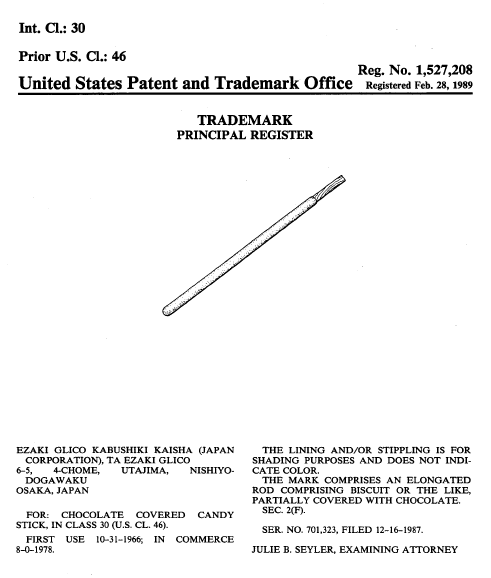 Int. Cl.: 30
Prior U.S. Cl.: 46
Reg. No. 1,527,208
United States Patent and Trademark Office Registered Feb. 28, 1989
TRADEMARK
PRINCIPAL REGISTER
EZAKI GLICO KABUSHIKI KAISHA (JAPAN
CORPORATION), TA EZAKI GLICO
6-5, 4-CHOME, UTAJIMA, NISHIYO-
DOGAWAKU
OSAKA, JAPAN
FOR: CHOCOLATE COVERED CANDY
STICK, IN CLASS 30 (U.S. CL. 46).
FIRST USE 10-31-1966; IN COMMERCE
8-0-1978.
THE LINING AND/OR STIPPLING IS FOR
SHADING PURPOSES AND DOES NOT INDI-
CATE COLOR.
THE MARK COMPRISES AN ELONGATED
ROD COMPRISING BISCUIT OR THE LIKE,
PARTIALLY COVERED WITH CHOCOLATE.
SEC. 2(F).
SER. NO. 701,323, FILED 12-16-1987.
JULIE B. SEYLER, EXAMINING ATTORNEY